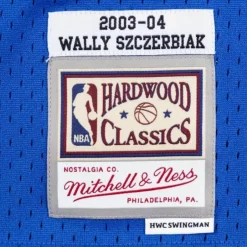 2003-04
WALLY SZCZERBIAK
HARDWOOD
NBA
CLASSICS
NOSTALGIA CO.
Mitchell & Ness
PHILADELPHIA, PA.
HWC SWINGMAN